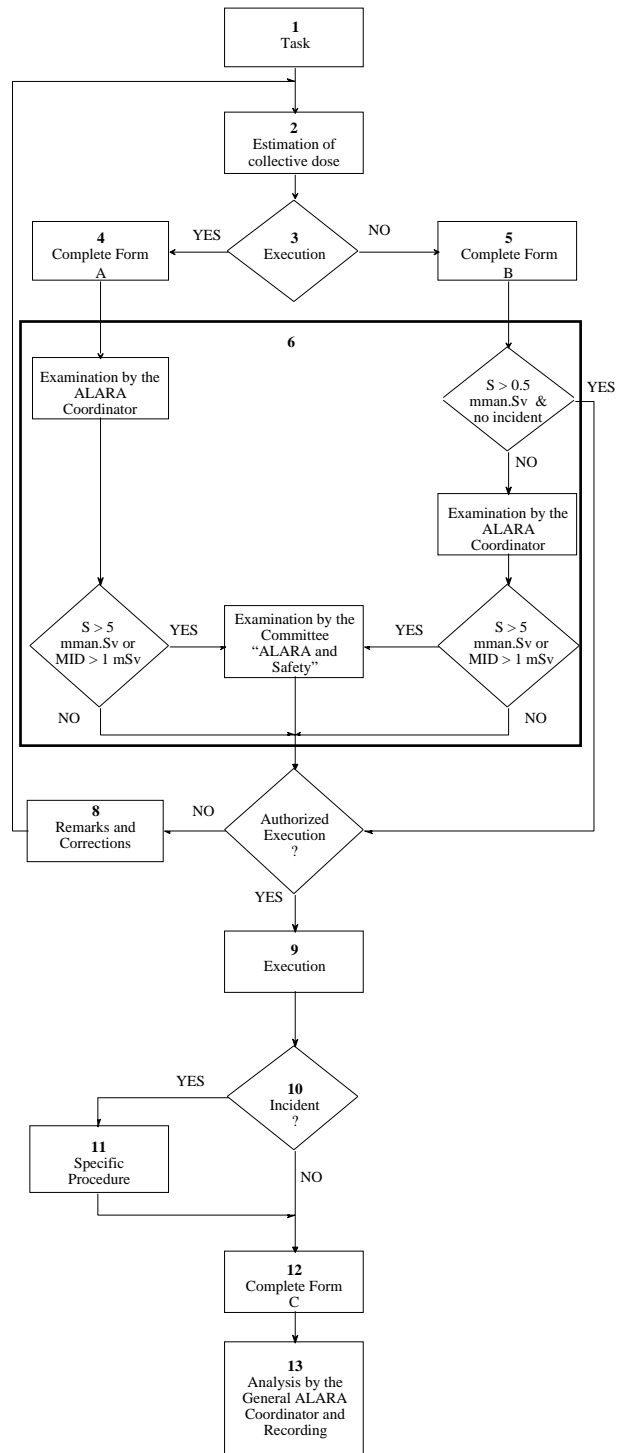 1
Task
2
Estimation of
collective dose
YES
3
Execution
NO
4
Complete Form
A
5
Complete Form
B
6
Examination by the
ALARA
Coordinator
S > 0.5
mman.Sv & 
no incident
YES
NO
Examination by the
ALARA
Coordinator
S > 5
mman.Sv or
MID > 1 mSv
YES
Examination by the
Committee
“ALARA and
Safety”
YES
S > 5
mman.Sv or
MID > 1 mSv
NO
NO
8
Remarks and
Corrections
NO
Authorized
Execution
?
YES
9
Execution
YES
10
Incident
?
11
Specific
Procedure
NO
12
Complete Form
C
13
Analysis by the
General ALARA
Coordinator and
Recording